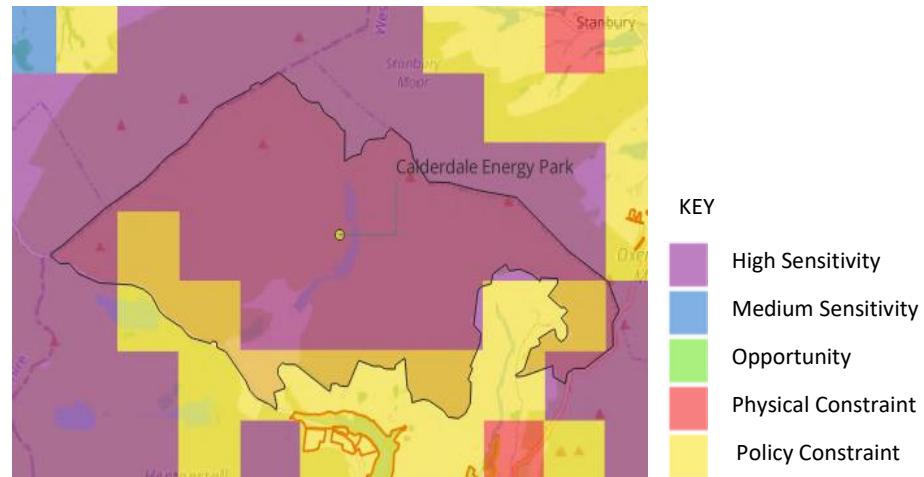 Stanbury
Stanbury
Moor
Calderdale Energy Park
KEY
High Sensitivity
Medium Sensitivity
Opportunity
Physical Constraint
Policy Constraint